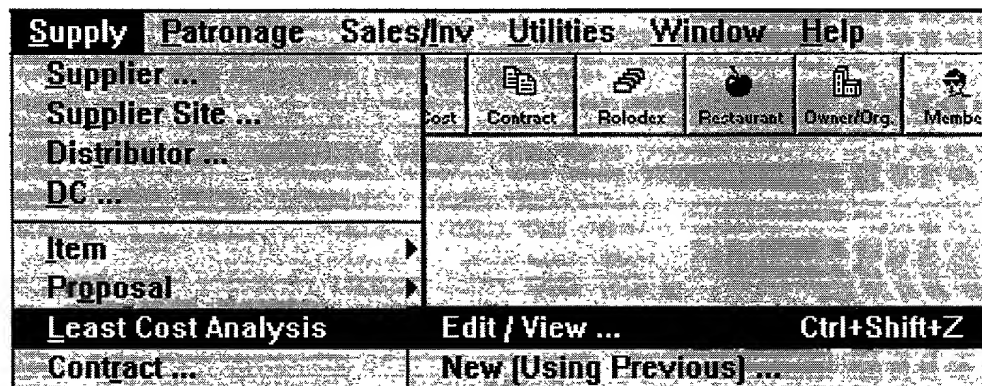 Supply Patronage Sales/Inv Utilities Window Help
Supplier ...
Supplier Site ...
Distributor ...
DC ...
Cost Contract Rolodex Restaurant Owner/Org. Membe
Item
Proposal
Least Cost Analysis Edit / View ... Ctrl+Shift+Z
Contract ... New (Using Previous) ...